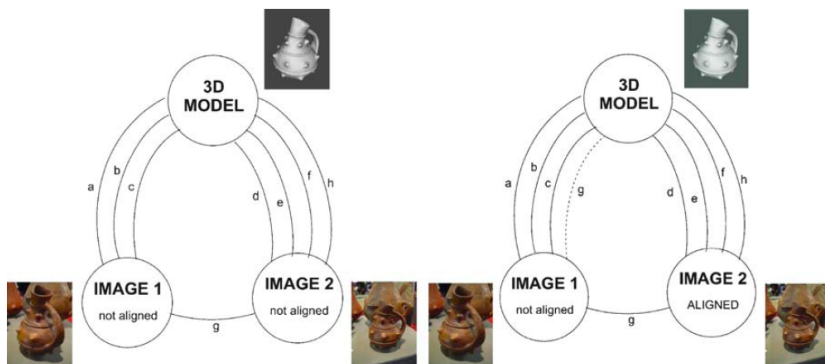 3D
MODEL
a
b
c
d
e
f
h
IMAGE 1
not aligned
IMAGE 2
not aligned
g
3D
MODEL
a
b
c
g
d
e
f
h
IMAGE 1
not aligned
IMAGE 2
ALIGNED
g